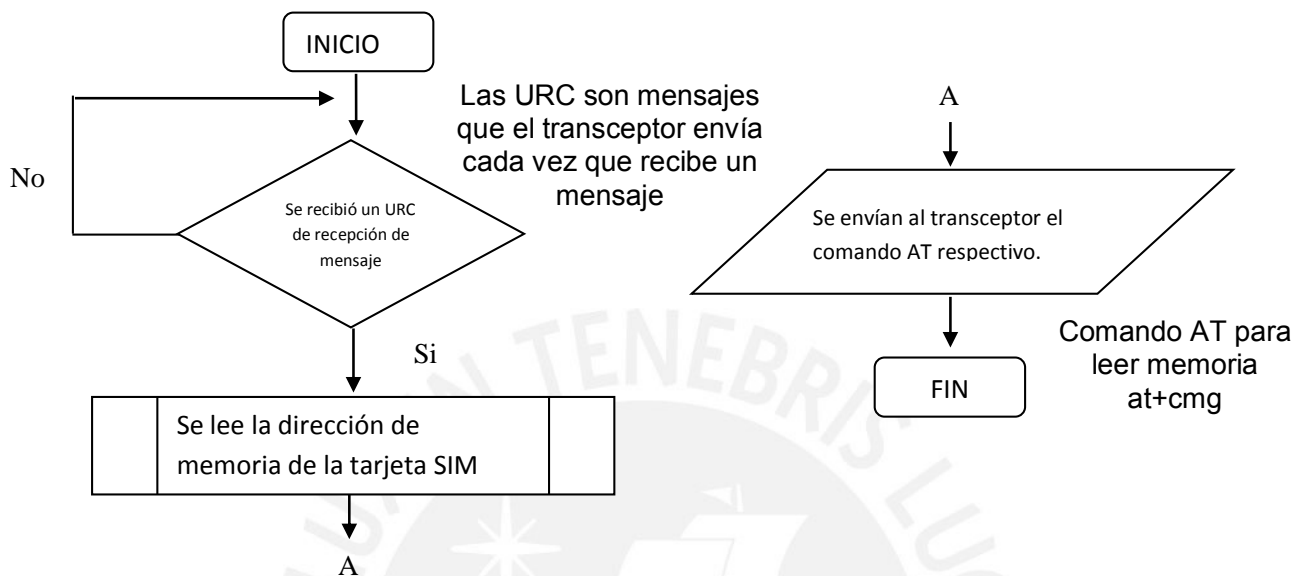 INICIO
Las URC son mensajes
que el transceptor envía
cada vez que recibe un
mensaje
No
Se recibió un URC
de recepción de
mensaje
Si
Se lee la dirección de
memoria de la tarjeta SIM
A
A
Se envían al transceptor el
comando AT respectivo.
Comando AT para
leer memoria
at+cmg
FIN
TENEBRIS